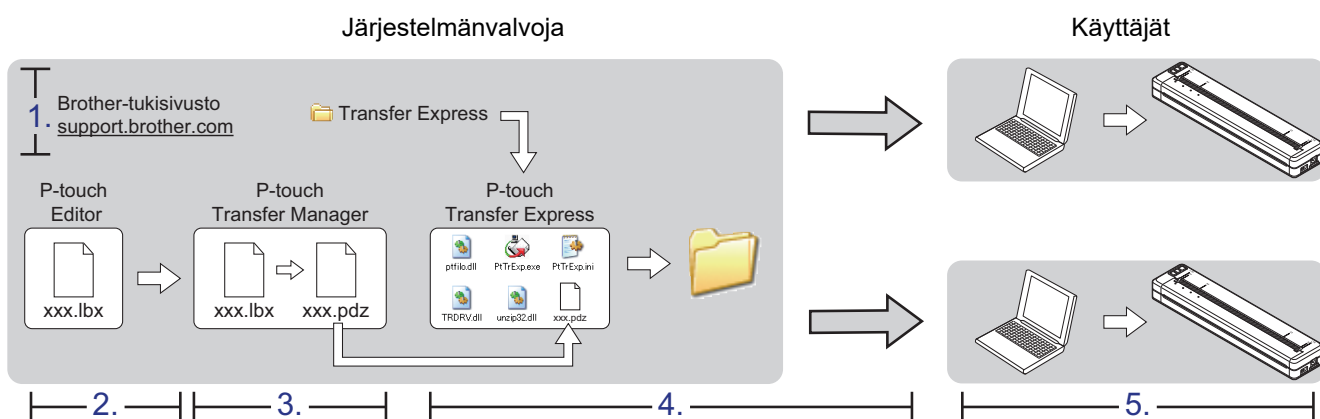 Järjestelmänvalvoja
Käyttäjät
1.
Brother-tukisivusto
support.brother.com
Transfer Express
P-touch
Editor
xxx.lbx
P-touch
Transfer Manager
xxx.lbx
xxx.pdz
P-touch
Transfer Express
ptfilo.dll
PtTrExp.exe
PtTrExp.ini
TRDRV.dll
unzip32.dll
xxx.pdz
2.
3.
4.
5.